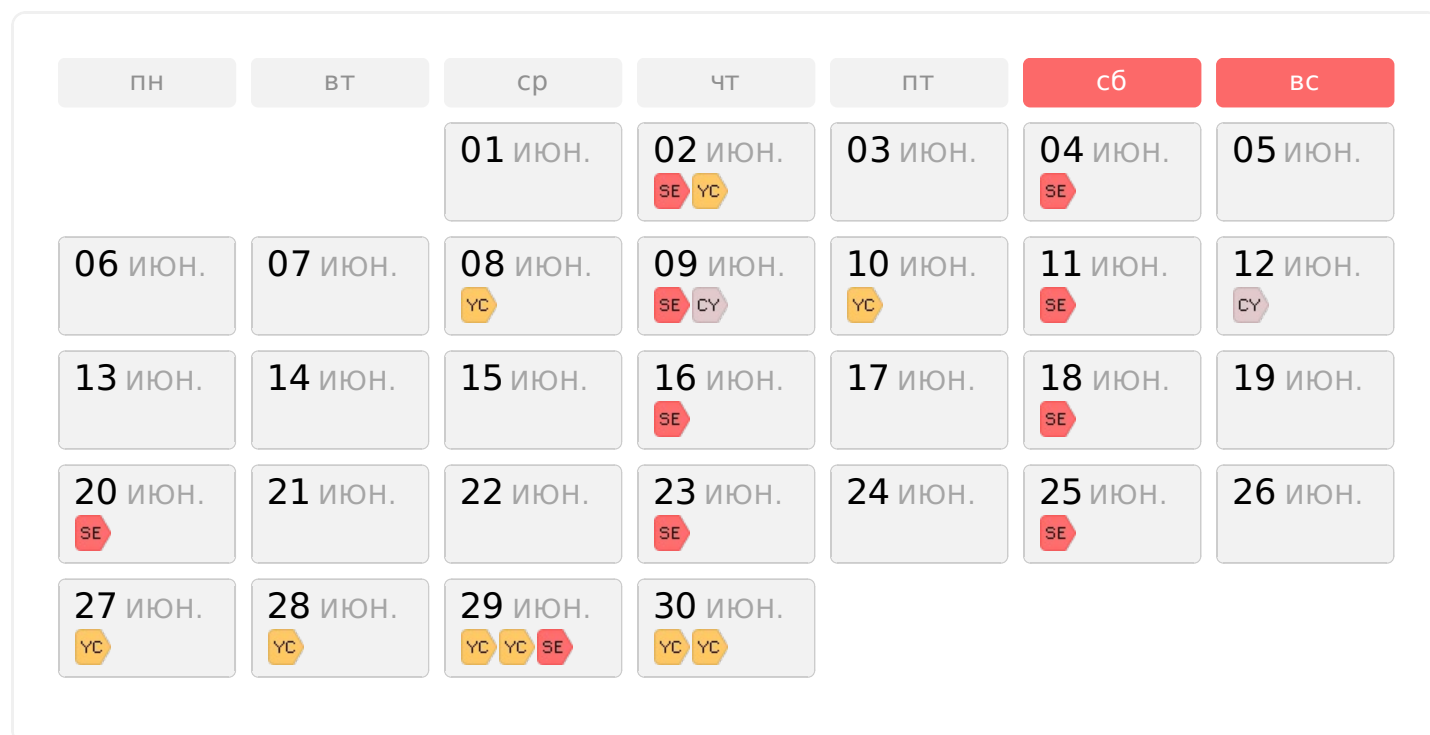 пн вт ср чт пт сб вс
01 июн. 02 июн. 03 июн. 04 июн. 05 июн.
SE YC SE
06 июн. 07 июн. 08 июн. 09 июн. 10 июн. 11 июн. 12 июн.
YC SE CY YC SE CY
13 июн. 14 июн. 15 июн. 16 июн. 17 июн. 18 июн. 19 июн.
SE SE
20 июн. 21 июн. 22 июн. 23 июн. 24 июн. 25 июн. 26 июн.
SE SE SE
27 июн. 28 июн. 29 июн. 30 июн.
YC YC YC YC SE YC YC